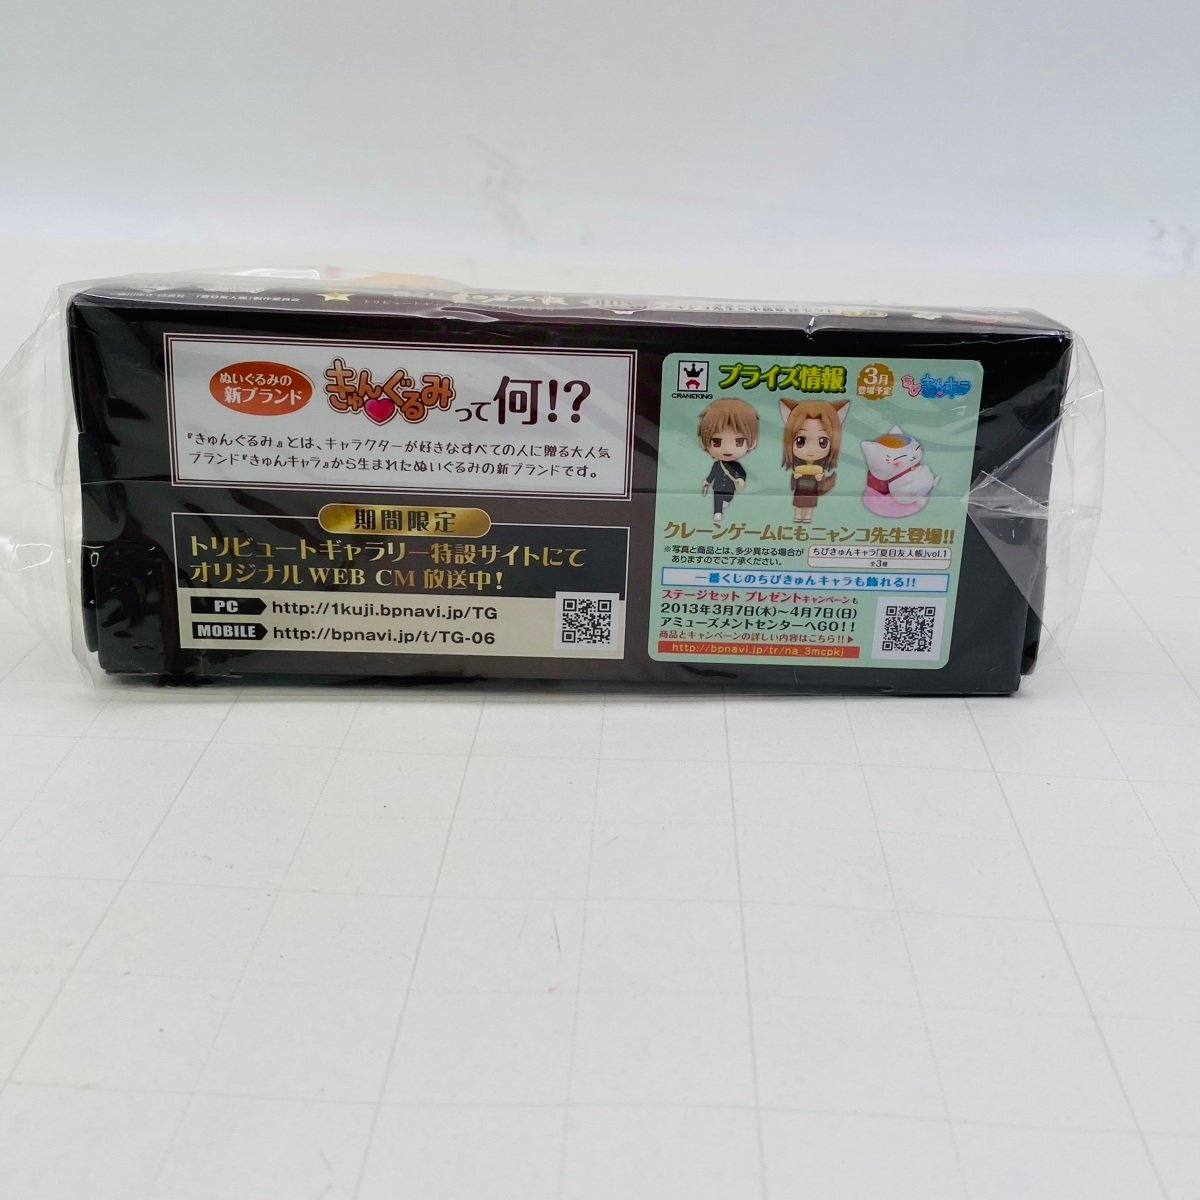 ぬいぐるみの
新ブランド
きゅんぐるみって何!?
『きゅんぐるみ』とは、キャラクターが好きなすべての人に贈る大人気
ブランド『きゅんキャラ』から生まれたぬいぐるみの新ブランドです。
期間限定
トリビュートギャラリー特設サイトにて
オリジナル WEB CM 放送中!
PC http://1kuji.bpnavi.jp/TG
MOBILE http://bpnavi.jp/t/TG-06
CRANEKING
プライズ情報
3月
登場予定
ちび きゅんキャラ
クレーンゲームにもニャンコ先生登場!!
※写真と商品とは、多少異なる場合が
ありますのでご了承ください。
ちびきゅんキャラ「夏目友人帳」vol.1
全3種
一番くじのちびきゅんキャラも飾れる!!
ステージセット プレゼントキャンペーンも
2013年3月7日(木)〜4月7日(日)
アミューズメントセンターへGO!!
商品とキャンペーンの詳しい内容はこちら!!▶
http://bpnavi.jp/tr/na_3mcpkj